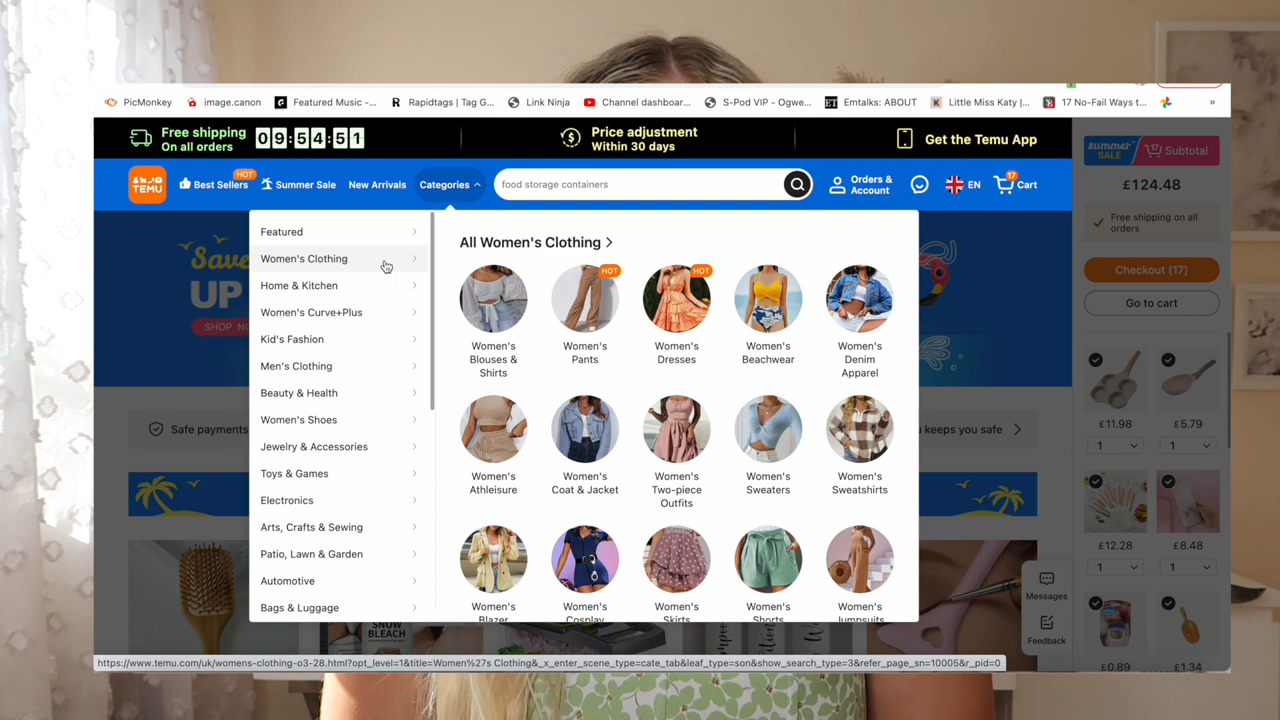 PicMonkey
image.canon
Featured Music -...
Rapidtags | Tag G...
Link Ninja
Channel dashboar...
S-Pod VIP - Ogwe...
Emtalks: ABOUT
Little Miss Katy |...
17 No-Fail Ways t...
»
Free shipping
On all orders
09:54:51
Price adjustment
Within 30 days
Get the Temu App
SUMMER SALE
17 Subtotal
£124.48
Free shipping on all
orders
Checkout (17)
Go to cart
TEMU
Best Sellers
HOT
Summer Sale
New Arrivals
Categories
food storage containers
Orders &
Account
EN
17
Cart
Save
UP
SHOP NO
Featured
Women's Clothing
Home & Kitchen
Women's Curve+Plus
Kid's Fashion
Men's Clothing
Beauty & Health
Women's Shoes
Jewelry & Accessories
Toys & Games
Electronics
Arts, Crafts & Sewing
Patio, Lawn & Garden
Automotive
Bags & Luggage
All Women's Clothing >
HOT
HOT
Women's
Blouses &
Shirts
Women's
Pants
Women's
Dresses
Women's
Beachwear
Women's
Denim
Apparel
Women's
Athleisure
Women's
Coat & Jacket
Women's
Two-piece
Outfits
Women's
Sweaters
Women's
Sweatshirts
Women's
Blazer
Women's
Cosplay
Women's
Skirts
Women's
Shorts
Women's
Jumpsuits
Safe payments
u keeps you safe
SNOW
BLEACH
£11.98
£5.79
1
1
£12.28
£8.48
1
1
£0.89
£1.34
Messages
Feedback
https://www.temu.com/uk/womens-clothing-o3-28.html?opt_level=1&title=Women%27s Clothing&_x_enter_scene_type=cate_tab&leaf_type=son&show_search_type=3&refer_page_sn=10005&r_pid=0